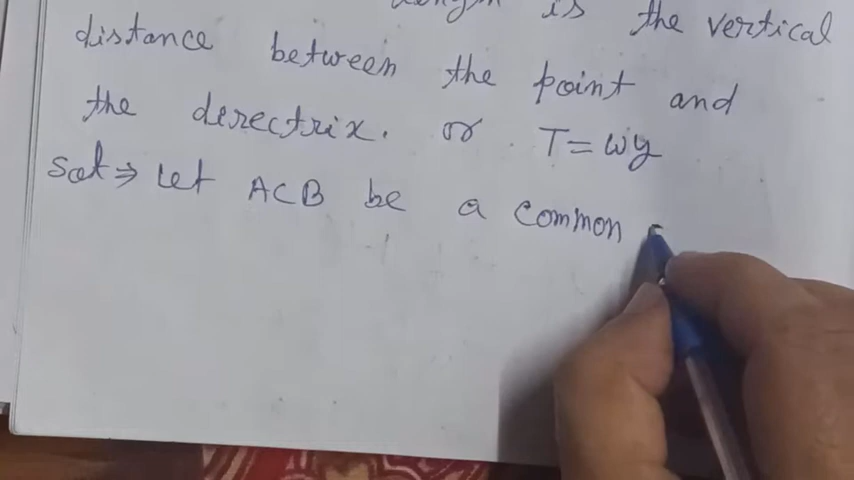 is the vertical
distance between the point and
the derectrix. or T = wy
Sol ⇒ Let ACB be a common